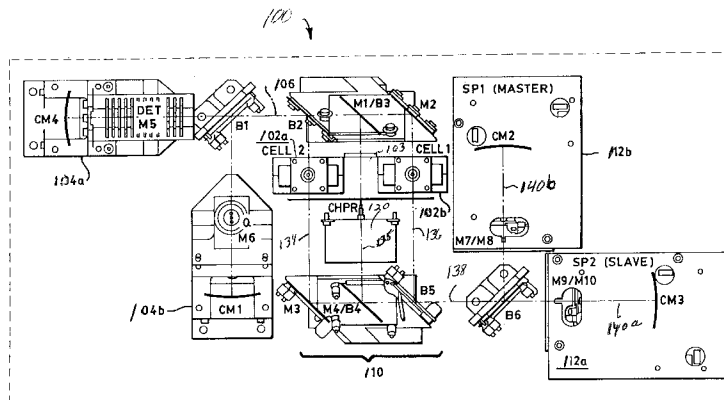 100
SP1 (MASTER)
M1/B3
M2
106
CM4
DET
M5
B1
B2
CM2
112b
102a
CELL 2
103
CELL 1
104a
140b
CHPR
120
102b
Q
M6
134
136
M7/M8
SP2 (SLAVE)
138
M9/M10
B5
M3
M4/B4
CM3
104b
CM1
B6
140a
112a
110